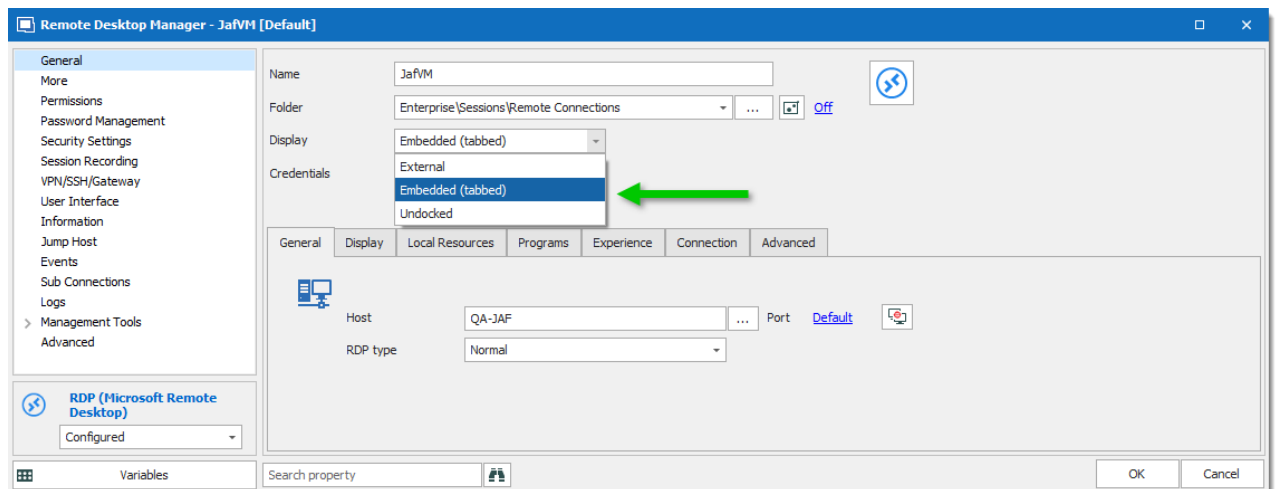 Remote Desktop Manager - JafVM [Default]
General
More
Permissions
Password Management
Security Settings
Session Recording
VPN/SSH/Gateway
User Interface
Information
Jump Host
Events
Sub Connections
Logs
Management Tools
Advanced
RDP (Microsoft Remote
Desktop)
Configured
Variables
Name JafVM
Folder Enterprise\Sessions\Remote Connections ... Off
Display Embedded (tabbed)
Credentials
External
Embedded (tabbed)
Undocked
General Display Local Resources Programs Experience Connection Advanced
Host QA-JAF ... Port Default
RDP type Normal
Search property
OK Cancel